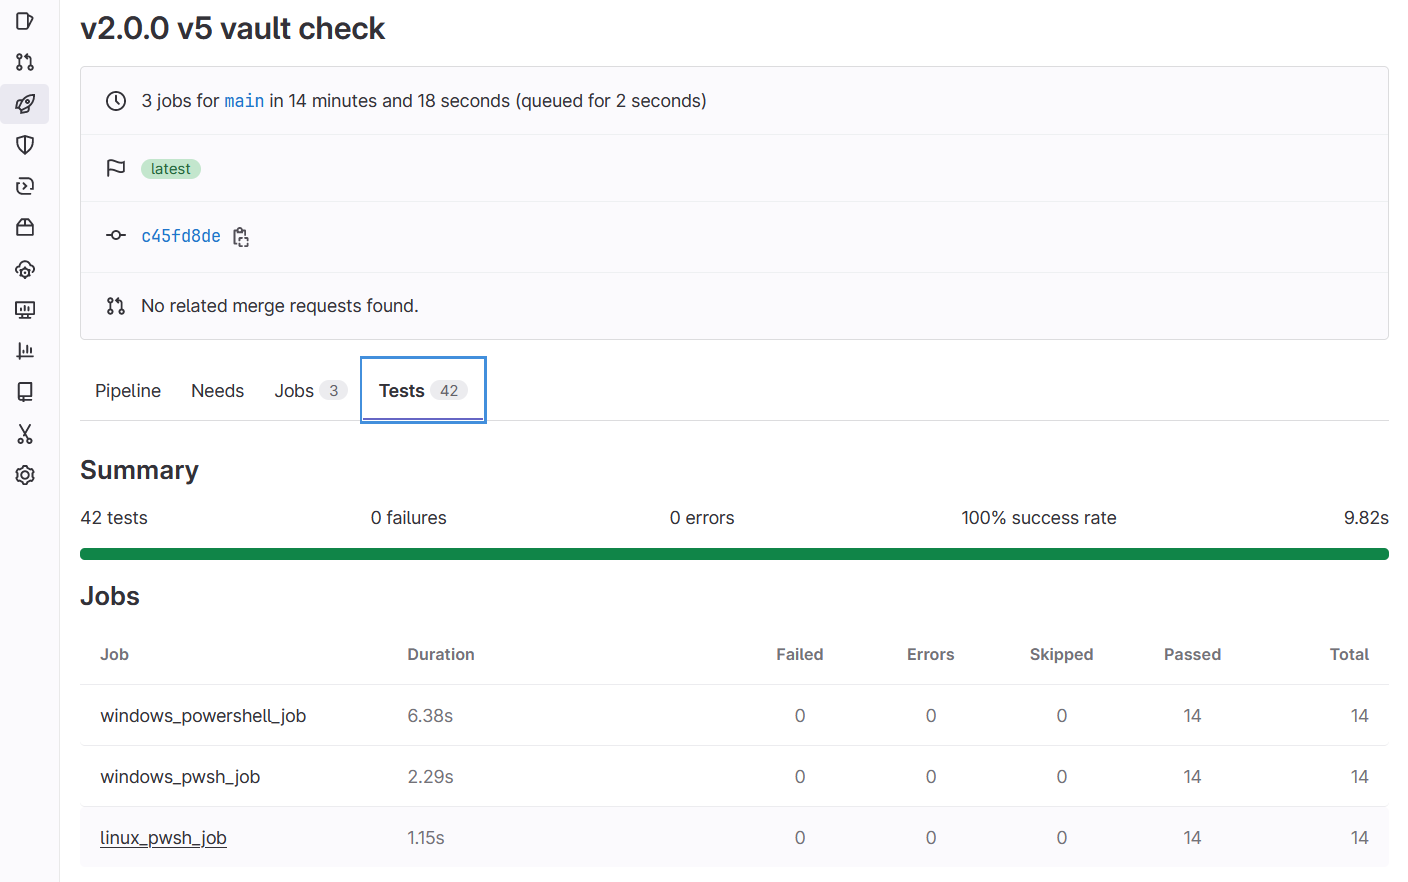 v2.0.0 v5 vault check
3 jobs for main in 14 minutes and 18 seconds (queued for 2 seconds)
latest
c45fd8de
No related merge requests found.
Pipeline Needs Jobs 3 Tests 42
Summary
42 tests 0 failures 0 errors 100% success rate 9.82s
Jobs
Job Duration Failed Errors Skipped Passed Total
windows_powershell_job 6.38s 0 0 0 14 14
windows_pwsh_job 2.29s 0 0 0 14 14
linux_pwsh_job 1.15s 0 0 0 14 14